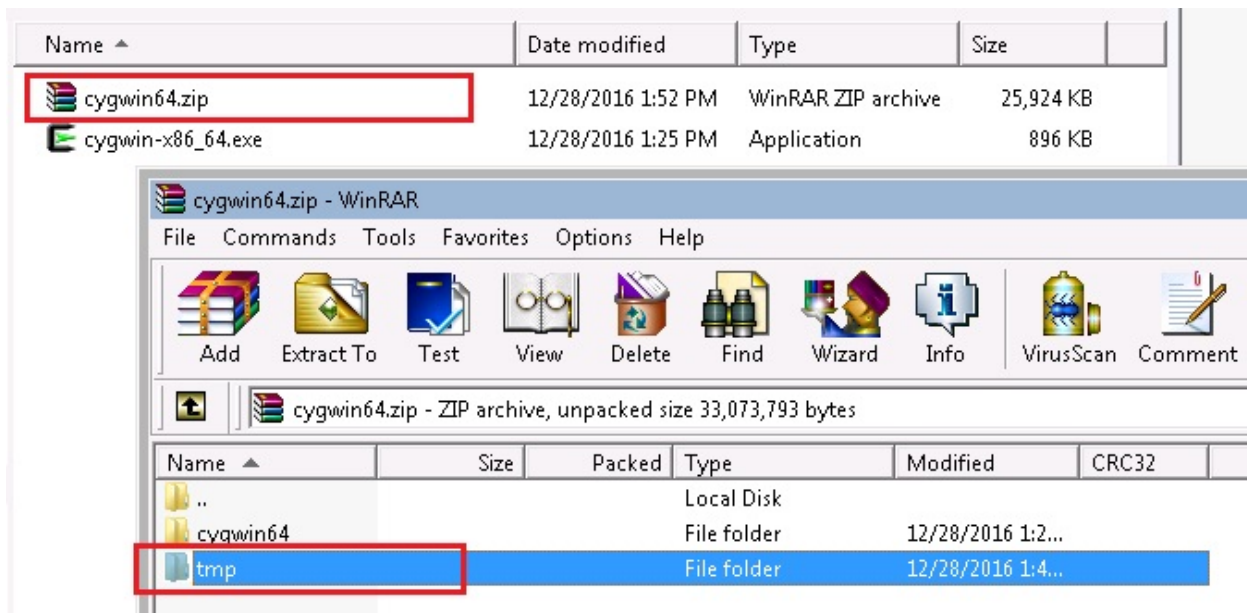 Name Date modified Type Size
cygwin64.zip 12/28/2016 1:52 PM WinRAR ZIP archive 25,924 KB
cygwin-x86_64.exe 12/28/2016 1:25 PM Application 896 KB
cygwin64.zip - WinRAR
File Commands Tools Favorites Options Help
Add Extract To Test View Delete Find Wizard Info VirusScan Comment
cygwin64.zip - ZIP archive, unpacked size 33,073,793 bytes
Name Size Packed Type Modified CRC32
.. Local Disk
cygwin64 File folder 12/28/2016 1:2...
tmp File folder 12/28/2016 1:4...